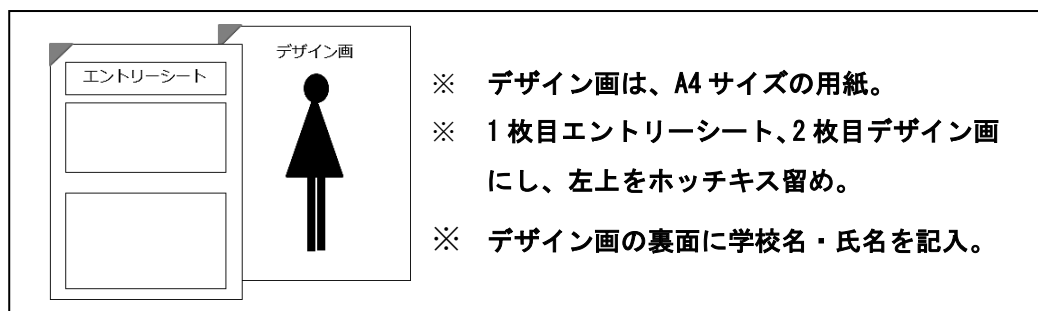 デザイン画
エントリーシート
※ デザイン画は、A4サイズの用紙。
※ 1枚目エントリーシート、2枚目デザイン画
にし、左上をホッチキス留め。
※ デザイン画の裏面に学校名・氏名を記入。